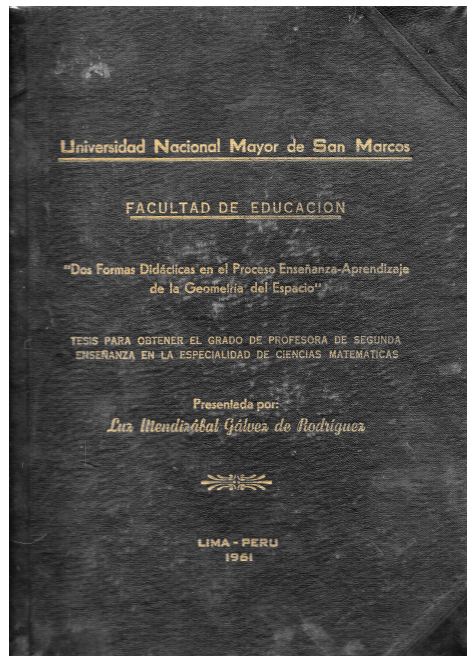 Universidad Nacional Mayor de San Marcos
FACULTAD DE EDUCACION
"Dos Formas Didácticas en el Proceso Enseñanza-Aprendizaje
de la Geometría del Espacio"
TESIS PARA OBTENER EL GRADO DE PROFESORA DE SEGUNDA
ENSEÑANZA EN LA ESPECIALIDAD DE CIENCIAS MATEMATICAS
Presentada por:
Luz Mendizábal Gálvez de Rodríguez
LIMA - PERU
1961